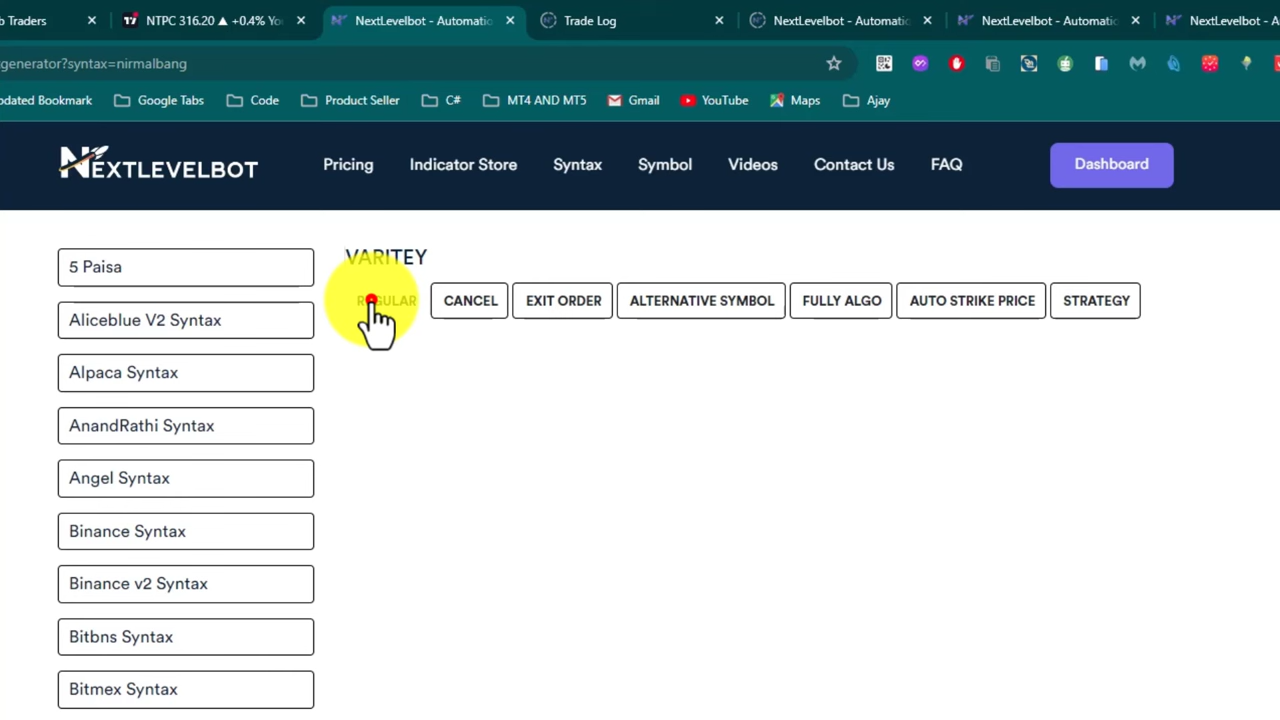 b Traders
NTPC 316.20 ▲ +0.4% Yo
NextLevelbot - Automatic
Trade Log
NextLevelbot - Automatic
NextLevelbot - Automatic
NextLevelbot - A
generator?syntax=nirmalbang
pdated Bookmark
Google Tabs
Code
Product Seller
C#
MT4 AND MT5
Gmail
YouTube
Maps
Ajay
NEXTLEVELBOT
Pricing
Indicator Store
Syntax
Symbol
Videos
Contact Us
FAQ
Dashboard
VARITEY
REGULAR
CANCEL
EXIT ORDER
ALTERNATIVE SYMBOL
FULLY ALGO
AUTO STRIKE PRICE
STRATEGY
5 Paisa
Aliceblue V2 Syntax
Alpaca Syntax
AnandRathi Syntax
Angel Syntax
Binance Syntax
Binance v2 Syntax
Bitbns Syntax
Bitmex Syntax